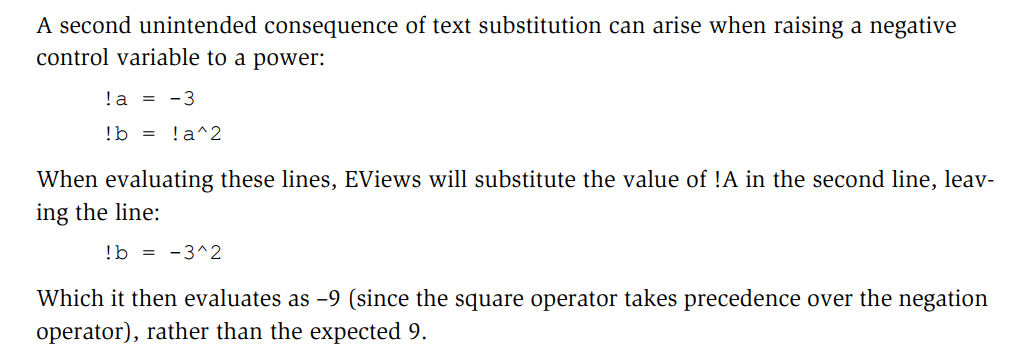 A second unintended consequence of text substitution can arise when raising a negative
control variable to a power:
!a = -3
!b = !a^2
When evaluating these lines, EViews will substitute the value of !A in the second line, leav-
ing the line:
!b = -3^2
Which it then evaluates as –9 (since the square operator takes precedence over the negation
operator), rather than the expected 9.